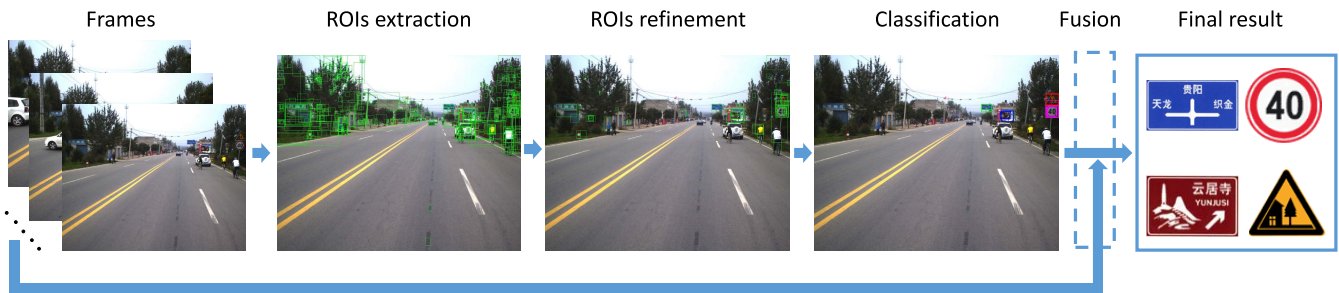 Frames
ROIs extraction
ROIs refinement
Classification
Fusion
Final result
贵阳
天龙
织金
40
云居寺
YUNJUSI